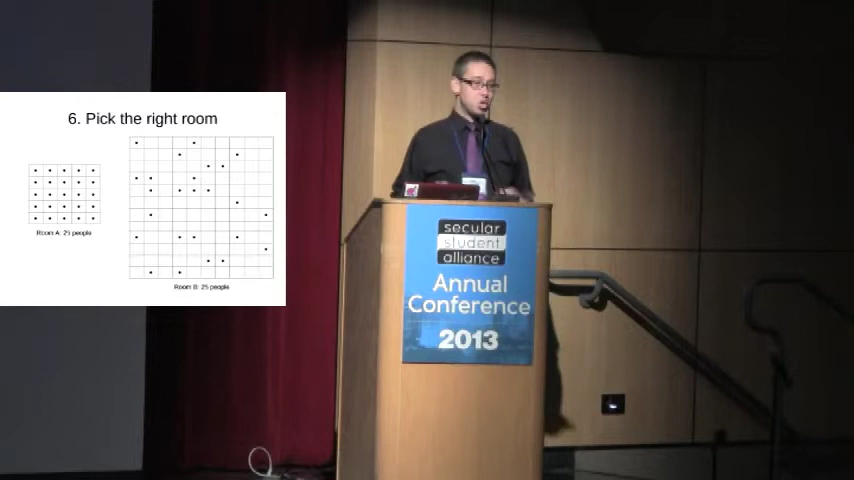 6. Pick the right room
Room A: 25 people
Room B: 25 people
secular
student
alliance
Annual
Conference
2013